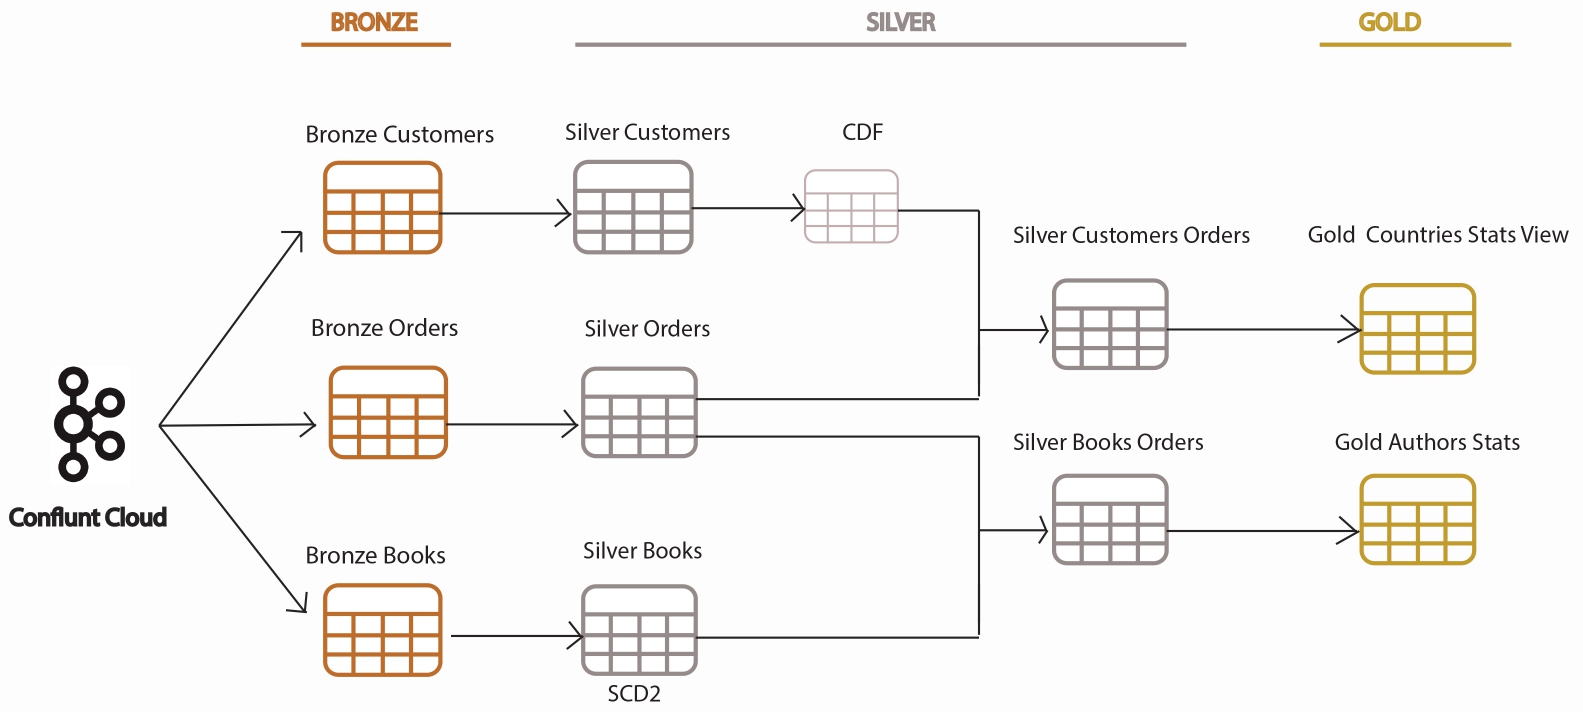 BRONZE
SILVER
GOLD
Bronze Customers
Silver Customers
CDF
Silver Customers Orders
Gold Countries Stats View
Bronze Orders
Silver Orders
Silver Books Orders
Gold Authors Stats
Conflunt Cloud
Bronze Books
Silver Books
SCD2